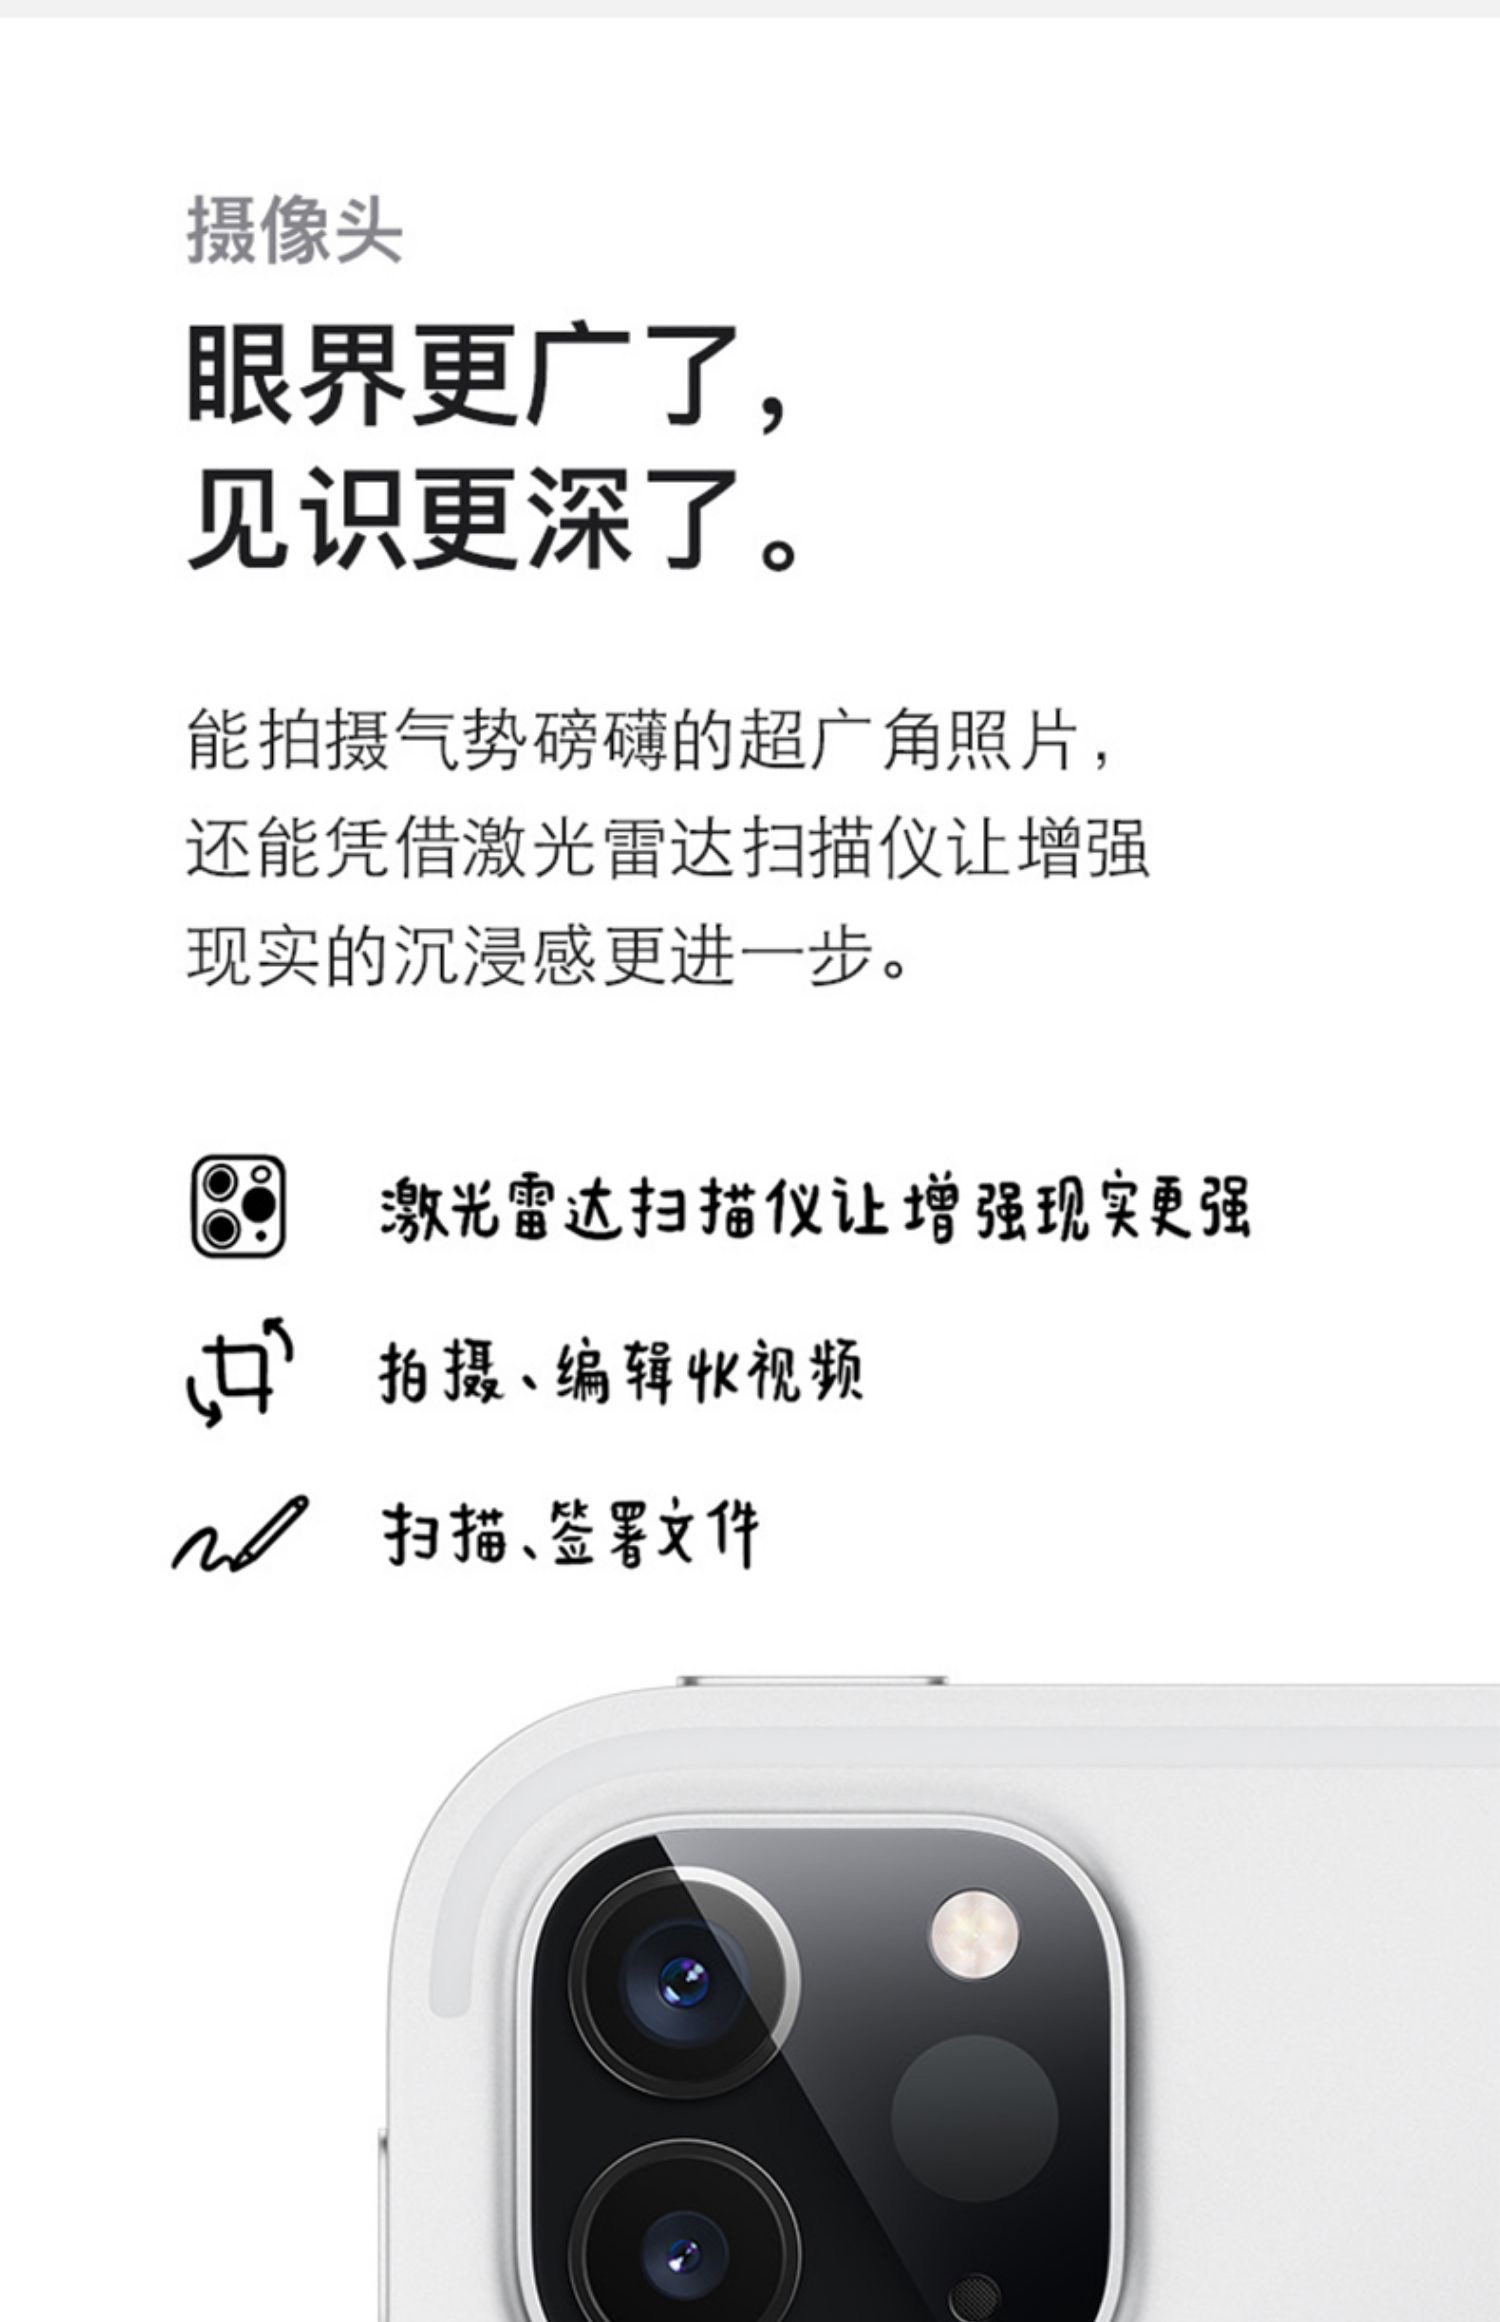 摄像头
眼界更广了，
见识更深了。
能拍摄气势磅礴的超广角照片，
还能凭借激光雷达扫描仪让增强
现实的沉浸感更进一步。
激光雷达扫描仪让增强现实更强
拍摄、编辑4K视频
扫描、签署文件